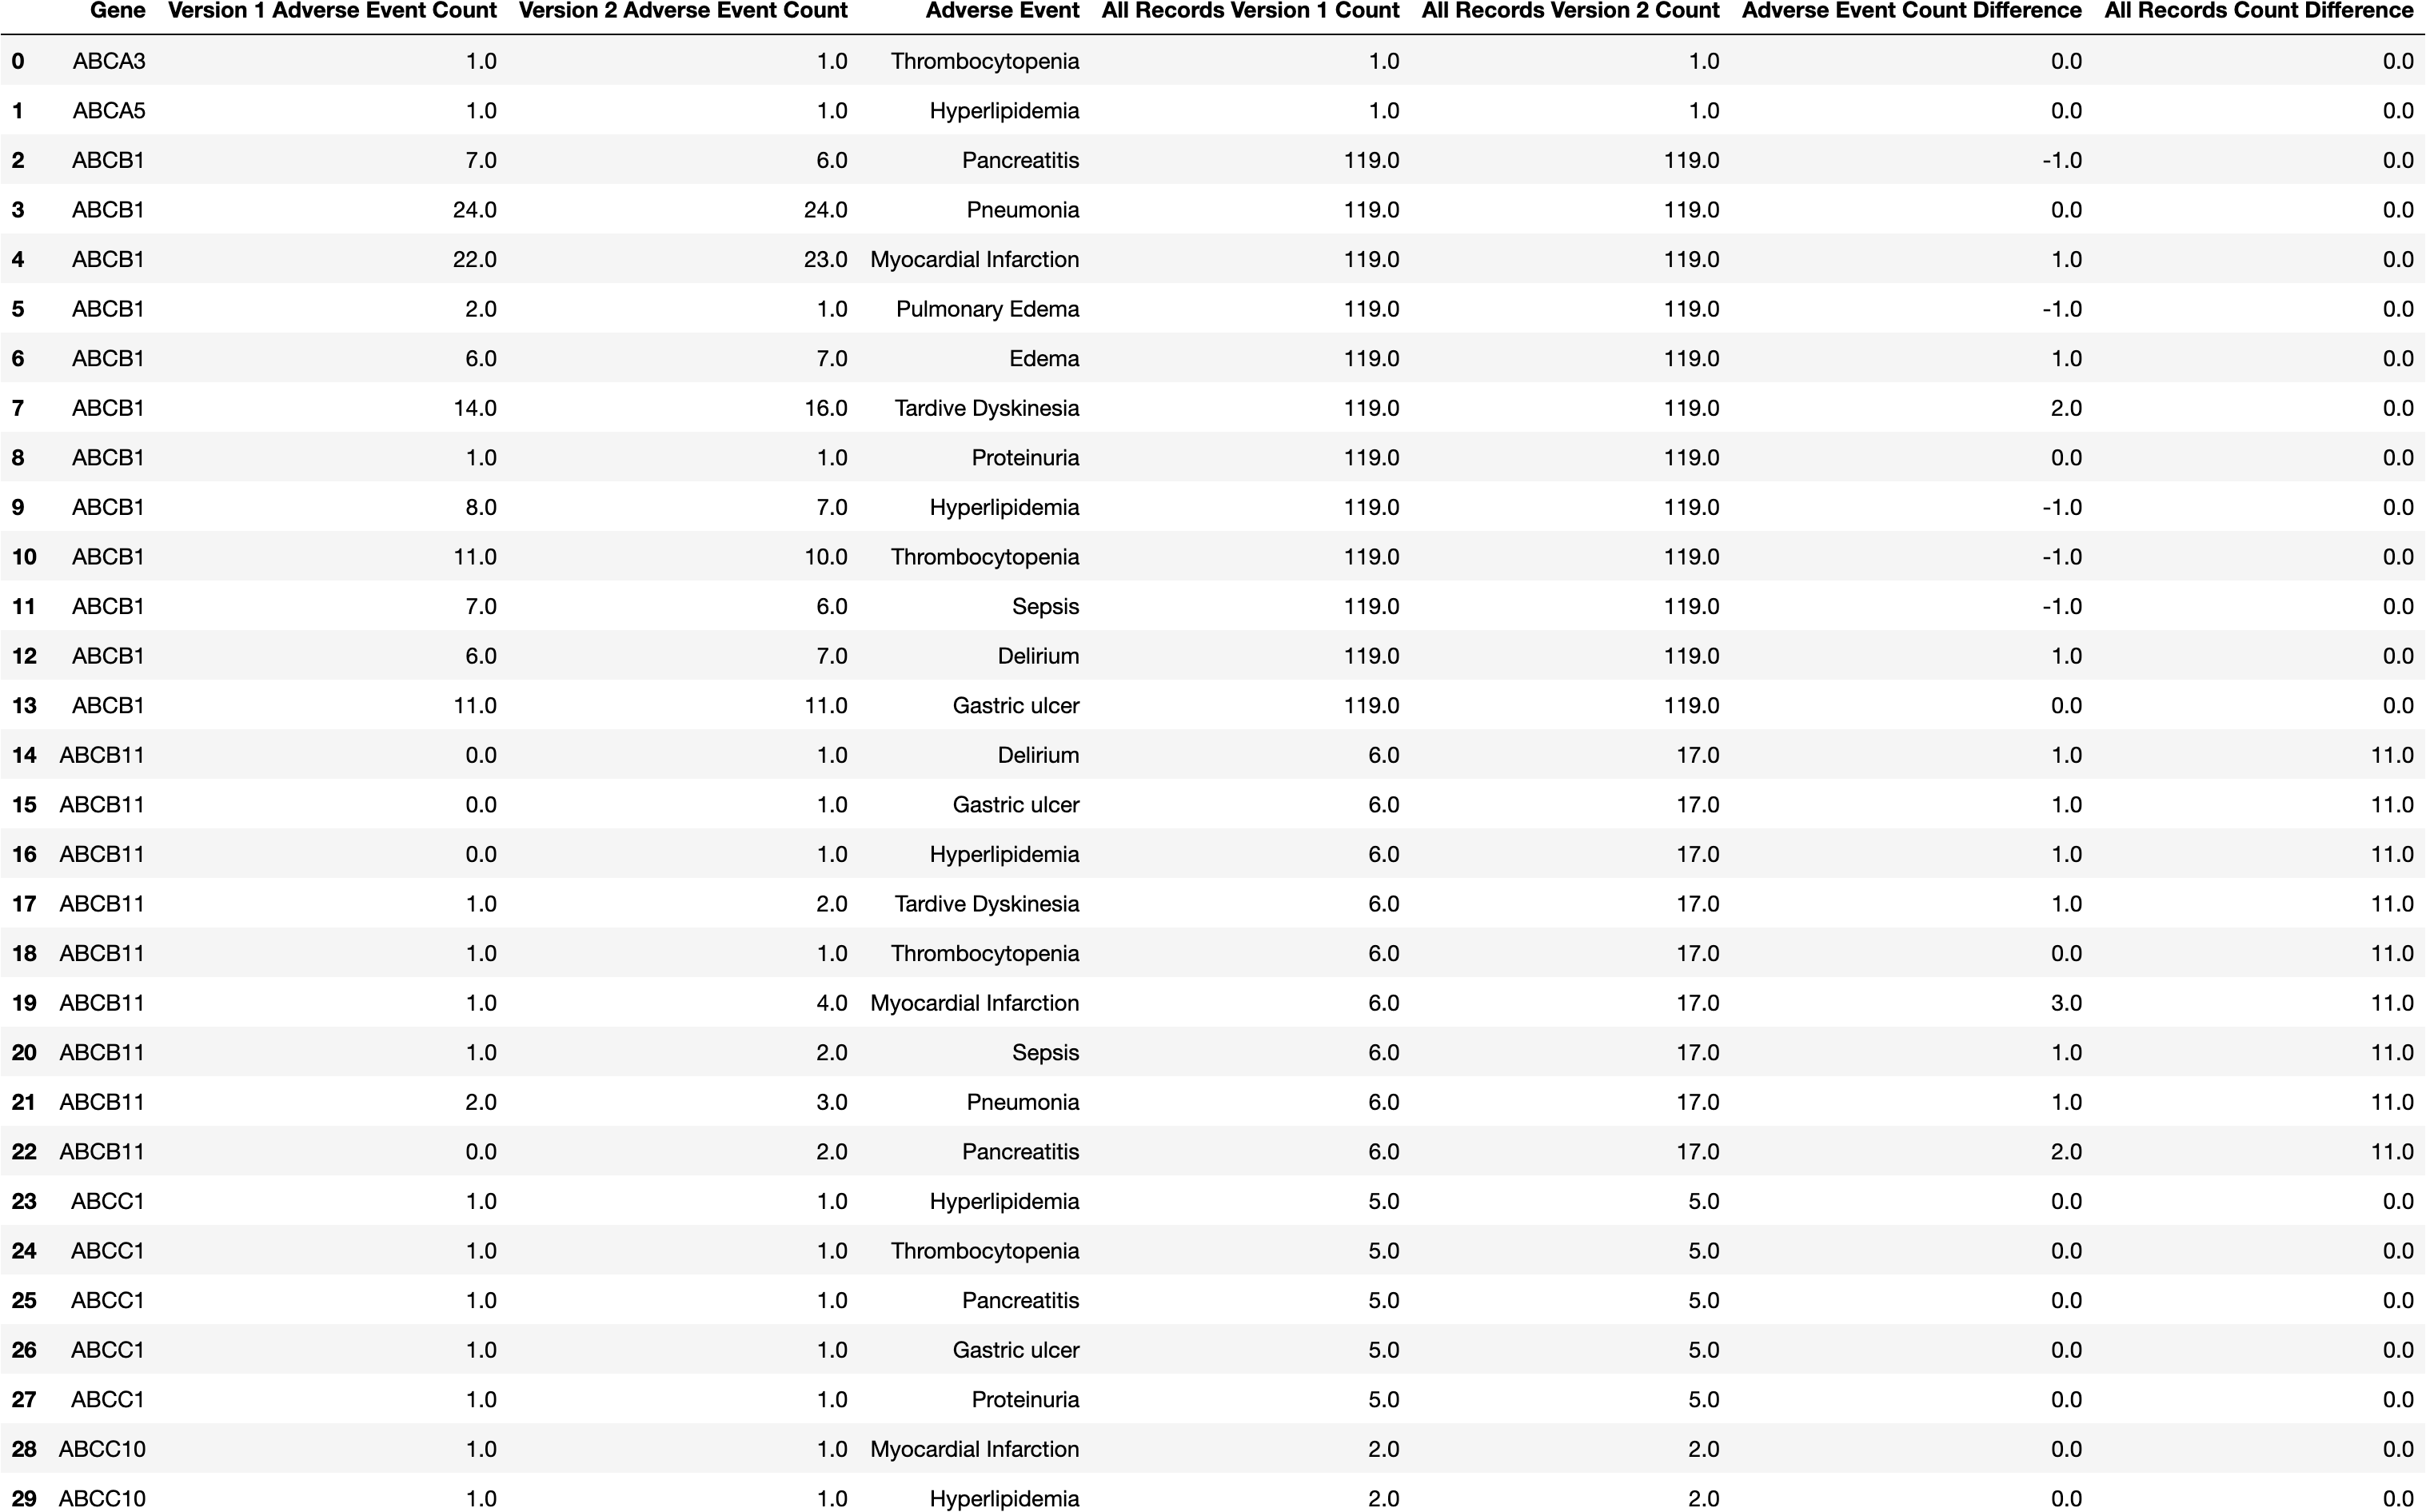 Gene Version 1 Adverse Event Count Version 2 Adverse Event Count Adverse Event All Records Version 1 Count All Records Version 2 Count Adverse Event Count Difference All Records Count Difference
0 ABCA3 1.0 1.0 Thrombocytopenia 1.0 1.0 0.0 0.0
1 ABCA5 1.0 1.0 Hyperlipidemia 1.0 1.0 0.0 0.0
2 ABCB1 7.0 6.0 Pancreatitis 119.0 119.0 -1.0 0.0
3 ABCB1 24.0 24.0 Pneumonia 119.0 119.0 0.0 0.0
4 ABCB1 22.0 23.0 Myocardial Infarction 119.0 119.0 1.0 0.0
5 ABCB1 2.0 1.0 Pulmonary Edema 119.0 119.0 -1.0 0.0
6 ABCB1 6.0 7.0 Edema 119.0 119.0 1.0 0.0
7 ABCB1 14.0 16.0 Tardive Dyskinesia 119.0 119.0 2.0 0.0
8 ABCB1 1.0 1.0 Proteinuria 119.0 119.0 0.0 0.0
9 ABCB1 8.0 7.0 Hyperlipidemia 119.0 119.0 -1.0 0.0
10 ABCB1 11.0 10.0 Thrombocytopenia 119.0 119.0 -1.0 0.0
11 ABCB1 7.0 6.0 Sepsis 119.0 119.0 -1.0 0.0
12 ABCB1 6.0 7.0 Delirium 119.0 119.0 1.0 0.0
13 ABCB1 11.0 11.0 Gastric ulcer 119.0 119.0 0.0 0.0
14 ABCB11 0.0 1.0 Delirium 6.0 17.0 1.0 11.0
15 ABCB11 0.0 1.0 Gastric ulcer 6.0 17.0 1.0 11.0
16 ABCB11 0.0 1.0 Hyperlipidemia 6.0 17.0 1.0 11.0
17 ABCB11 1.0 2.0 Tardive Dyskinesia 6.0 17.0 1.0 11.0
18 ABCB11 1.0 1.0 Thrombocytopenia 6.0 17.0 0.0 11.0
19 ABCB11 1.0 4.0 Myocardial Infarction 6.0 17.0 3.0 11.0
20 ABCB11 1.0 2.0 Sepsis 6.0 17.0 1.0 11.0
21 ABCB11 2.0 3.0 Pneumonia 6.0 17.0 1.0 11.0
22 ABCB11 0.0 2.0 Pancreatitis 6.0 17.0 2.0 11.0
23 ABCC1 1.0 1.0 Hyperlipidemia 5.0 5.0 0.0 0.0
24 ABCC1 1.0 1.0 Thrombocytopenia 5.0 5.0 0.0 0.0
25 ABCC1 1.0 1.0 Pancreatitis 5.0 5.0 0.0 0.0
26 ABCC1 1.0 1.0 Gastric ulcer 5.0 5.0 0.0 0.0
27 ABCC1 1.0 1.0 Proteinuria 5.0 5.0 0.0 0.0
28 ABCC10 1.0 1.0 Myocardial Infarction 2.0 2.0 0.0 0.0
29 ABCC10 1.0 1.0 Hyperlipidemia 2.0 2.0 0.0 0.0